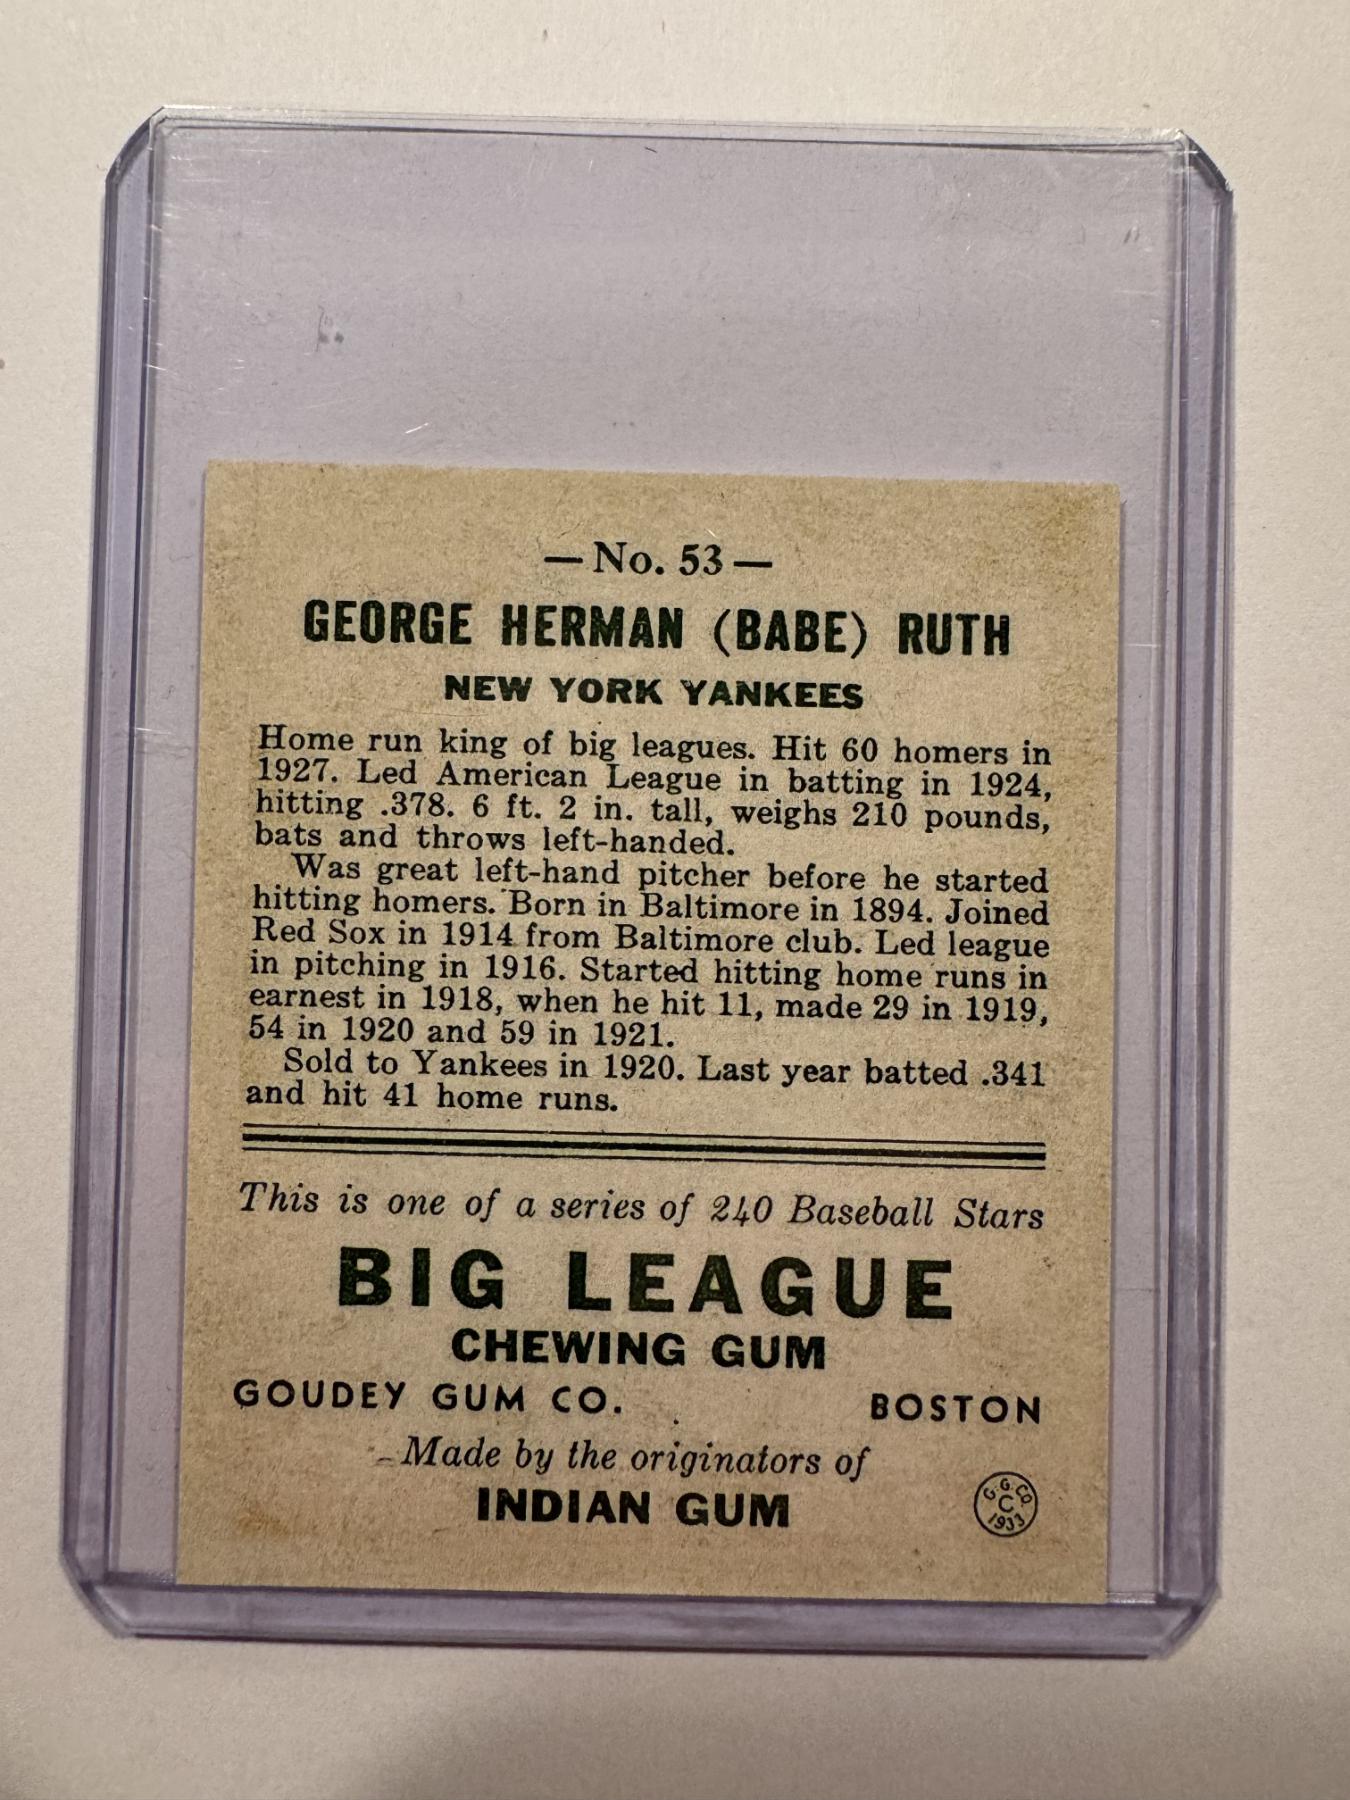 —No. 53—
GEORGE HERMAN (BABE) RUTH
NEW YORK YANKEES
Home run king of big leagues. Hit 60 homers in
1927. Led American League in batting in 1924,
hitting .378. 6 ft. 2 in. tall, weighs 210 pounds,
bats and throws left-handed.
Was great left-hand pitcher before he started
hitting homers. Born in Baltimore in 1894. Joined
Red Sox in 1914 from Baltimore club. Led league
in pitching in 1916. Started hitting home runs in
earnest in 1918, when he hit 11, made 29 in 1919,
54 in 1920 and 59 in 1921.
Sold to Yankees in 1920. Last year batted .341
and hit 41 home runs.
This is one of a series of 240 Baseball Stars
BIG LEAGUE
CHEWING GUM
GOUDEY GUM CO. BOSTON
Made by the originators of
INDIAN GUM
G. G. CO.
C
1933